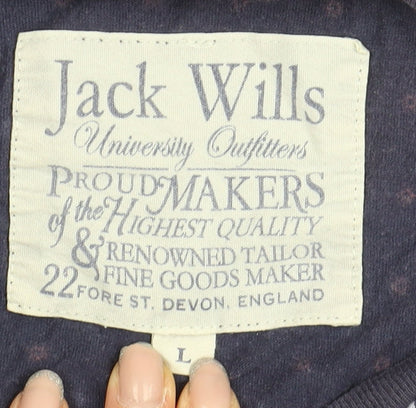 Jack Wills
University Outfitters
PROUD MAKERS
of the HIGHEST QUALITY
& RENOWNED TAILOR
FINE GOODS MAKER
22 FORE ST. DEVON. ENGLAND
L